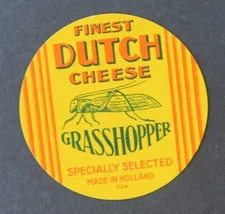 FINEST
DUTCH
CHEESE
GRASSHOPPER
SPECIALLY SELECTED
MADE IN HOLLAND